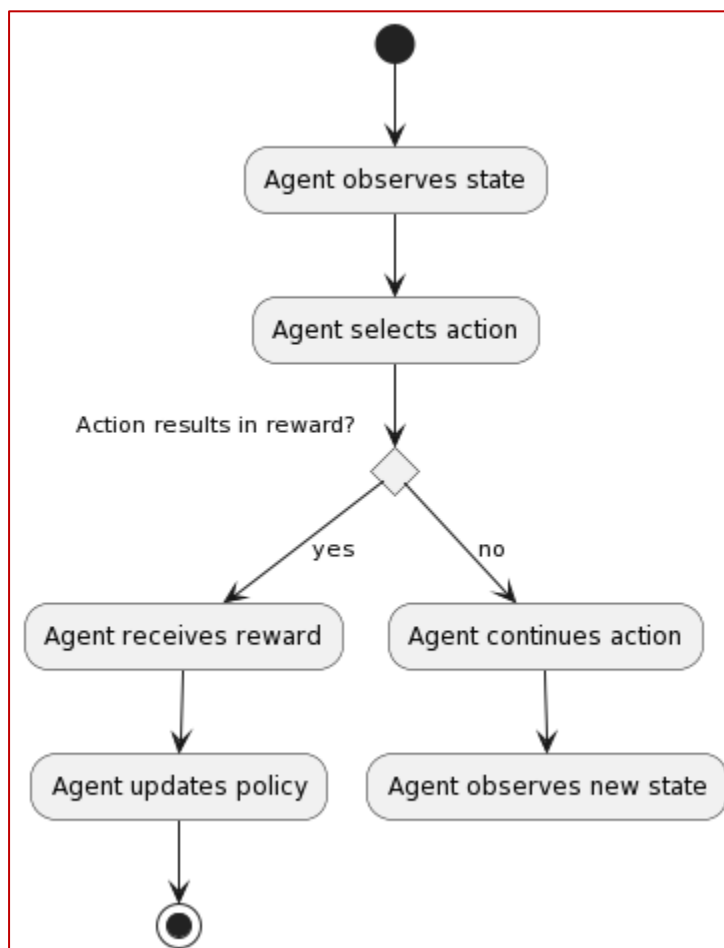 Agent observes state
Agent selects action
Action results in reward?
yes
no
Agent receives reward
Agent continues action
Agent updates policy
Agent observes new state